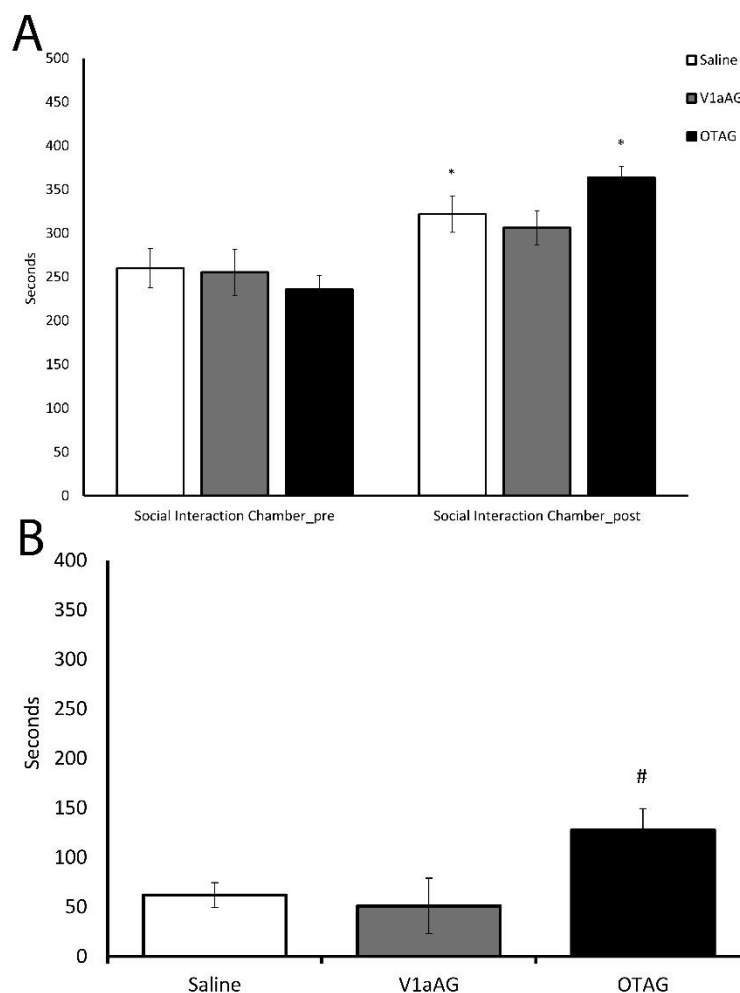 A
500
450
400
350
300
250
200
150
100
50
0
Seconds
Saline
V1aAG
OTAG
*
*
Social Interaction Chamber_pre
Social Interaction Chamber_post
B
400
350
300
250
200
150
100
50
0
Seconds
#
Saline
V1aAG
OTAG